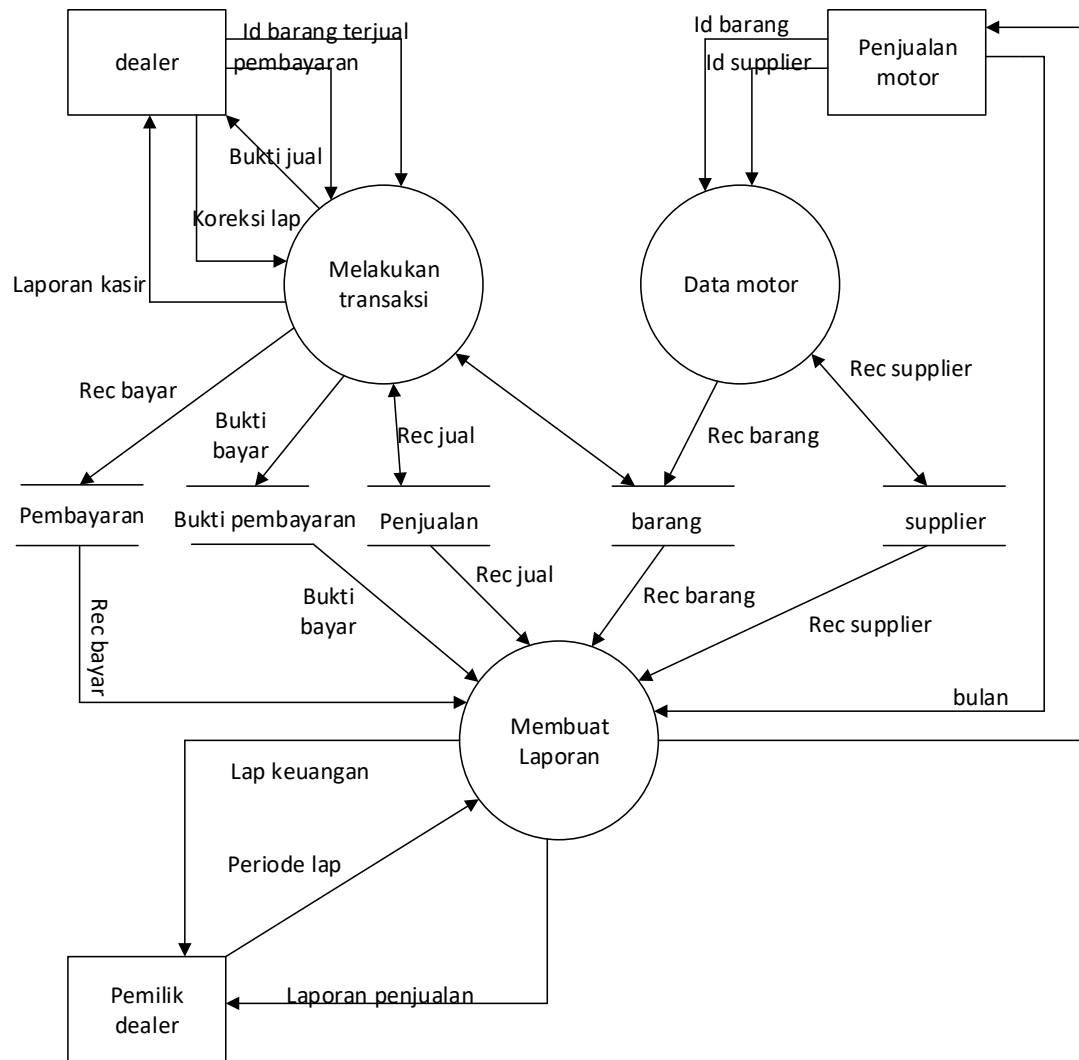 Id barang terjual
pembayaran
dealer
Id barang
Id supplier
Penjualan
motor
Bukti jual
Koreksi lap
Laporan kasir
Melakukan
transaksi
Data motor
Rec bayar
Bukti
bayar
Rec jual
Rec barang
Rec supplier
Pembayaran
Bukti pembayaran
Penjualan
barang
supplier
Rec bayar
Bukti
bayar
Rec jual
Rec barang
Rec supplier
bulan
Membuat
Laporan
Lap keuangan
Periode lap
Laporan penjualan
Pemilik
dealer